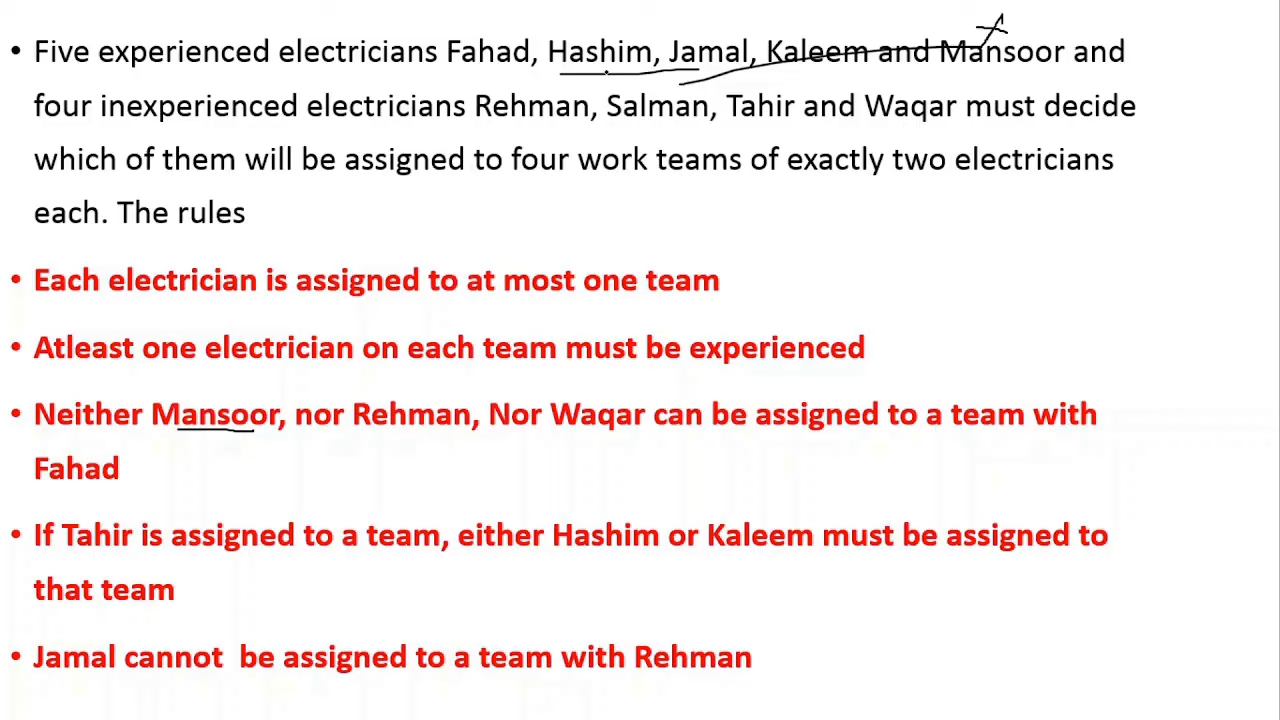 • Five experienced electricians Fahad, Hashim, Jamal, Kaleem and Mansoor and
four inexperienced electricians Rehman, Salman, Tahir and Waqar must decide
which of them will be assigned to four work teams of exactly two electricians
each. The rules
• Each electrician is assigned to at most one team
• Atleast one electrician on each team must be experienced
• Neither Mansoor, nor Rehman, Nor Waqar can be assigned to a team with
Fahad
• If Tahir is assigned to a team, either Hashim or Kaleem must be assigned to
that team
• Jamal cannot  be assigned to a team with Rehman